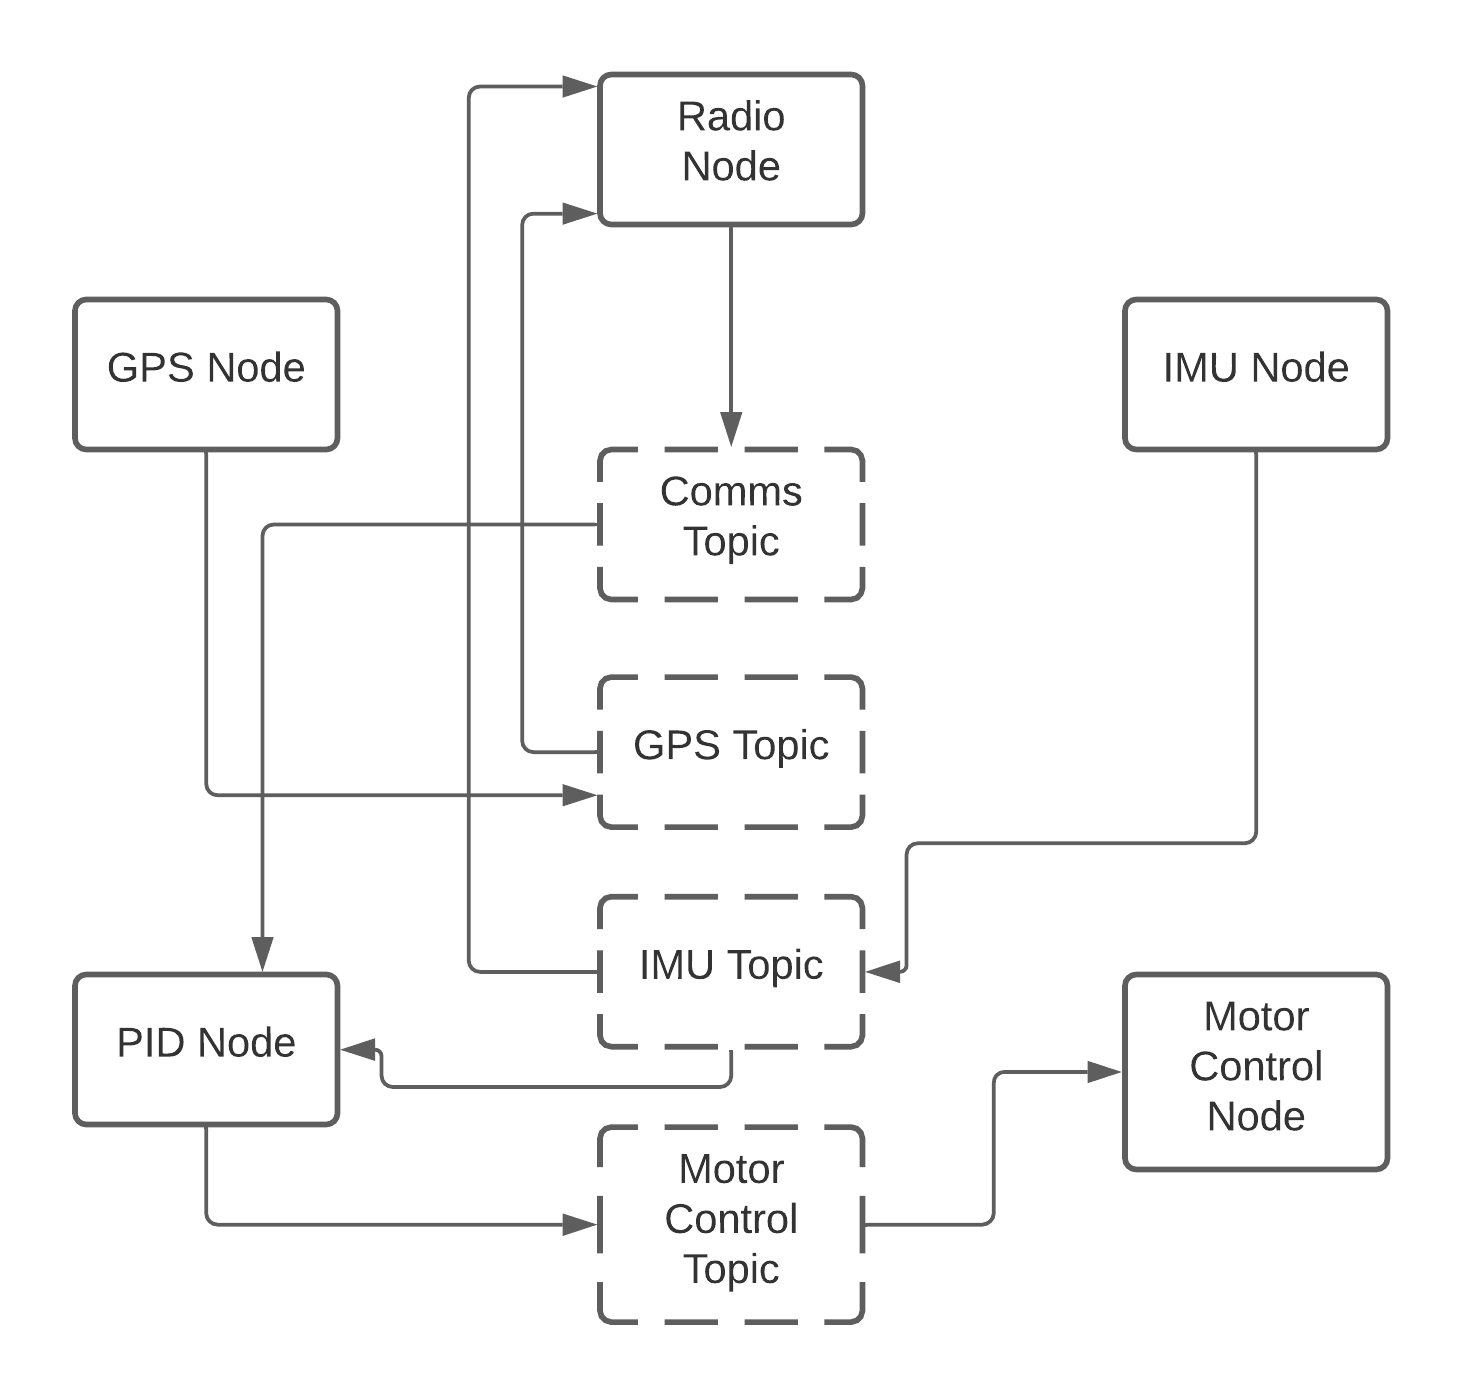 Radio
Node
GPS Node
IMU Node
Comms
Topic
GPS Topic
IMU Topic
PID Node
Motor
Control
Node
Motor
Control
Topic